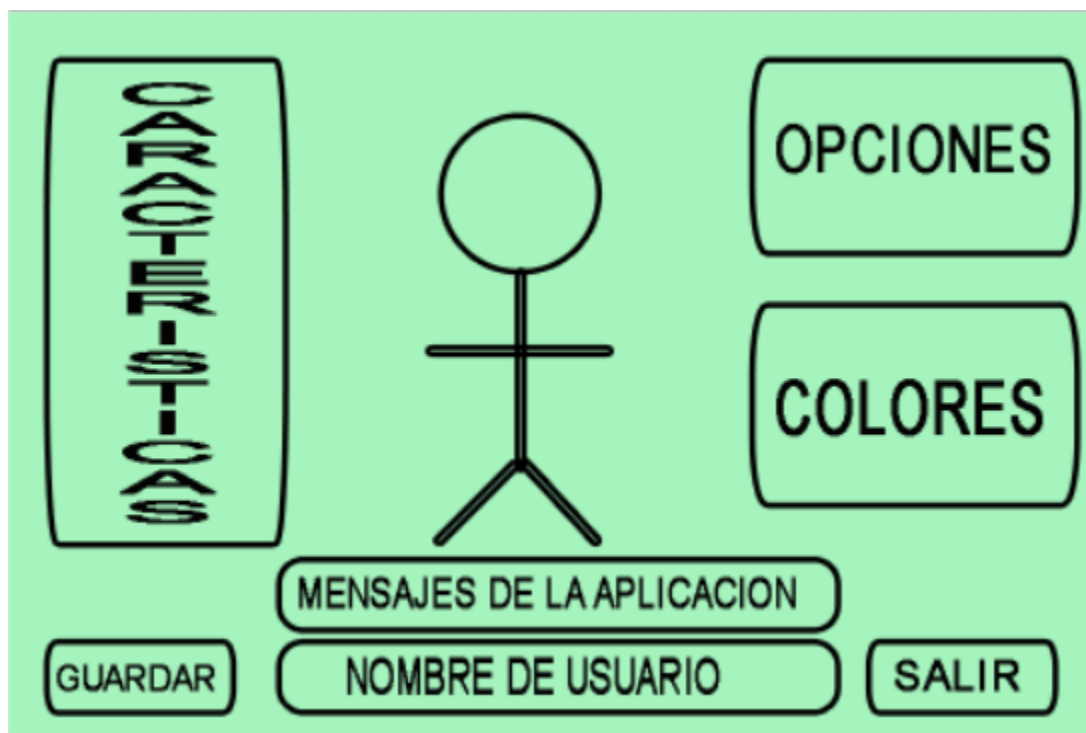 CARACTERISTICAS
OPCIONES
COLORES
MENSAJES DE LA APLICACION
GUARDAR
NOMBRE DE USUARIO
SALIR